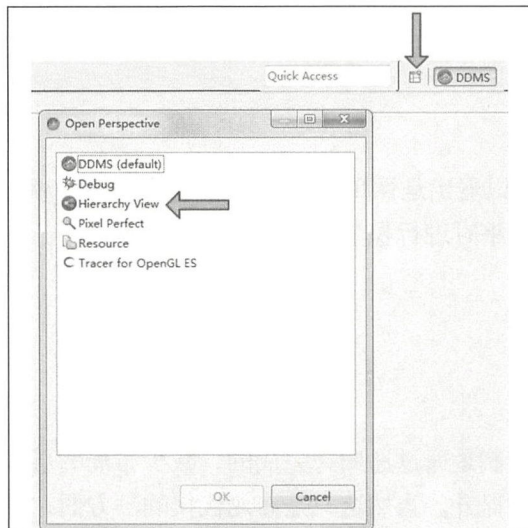 Quick Access
DDMS
Open Perspective
DDMS (default)
Debug
Hierarchy View
Pixel Perfect
Resource
Tracer for OpenGL ES
OK
Cancel